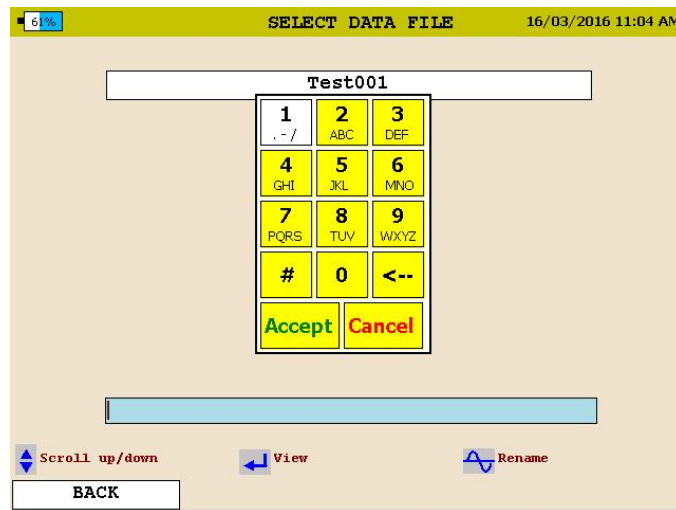 61% SELECT DATA FILE 16/03/2016 11:04 AM
Test001
1 2 3
.-/ ABC DEF
4 5 6
GHI JKL MNO
7 8 9
PQRS TUV WXYZ
# 0 <--
Accept Cancel
Scroll up/down View Rename
BACK